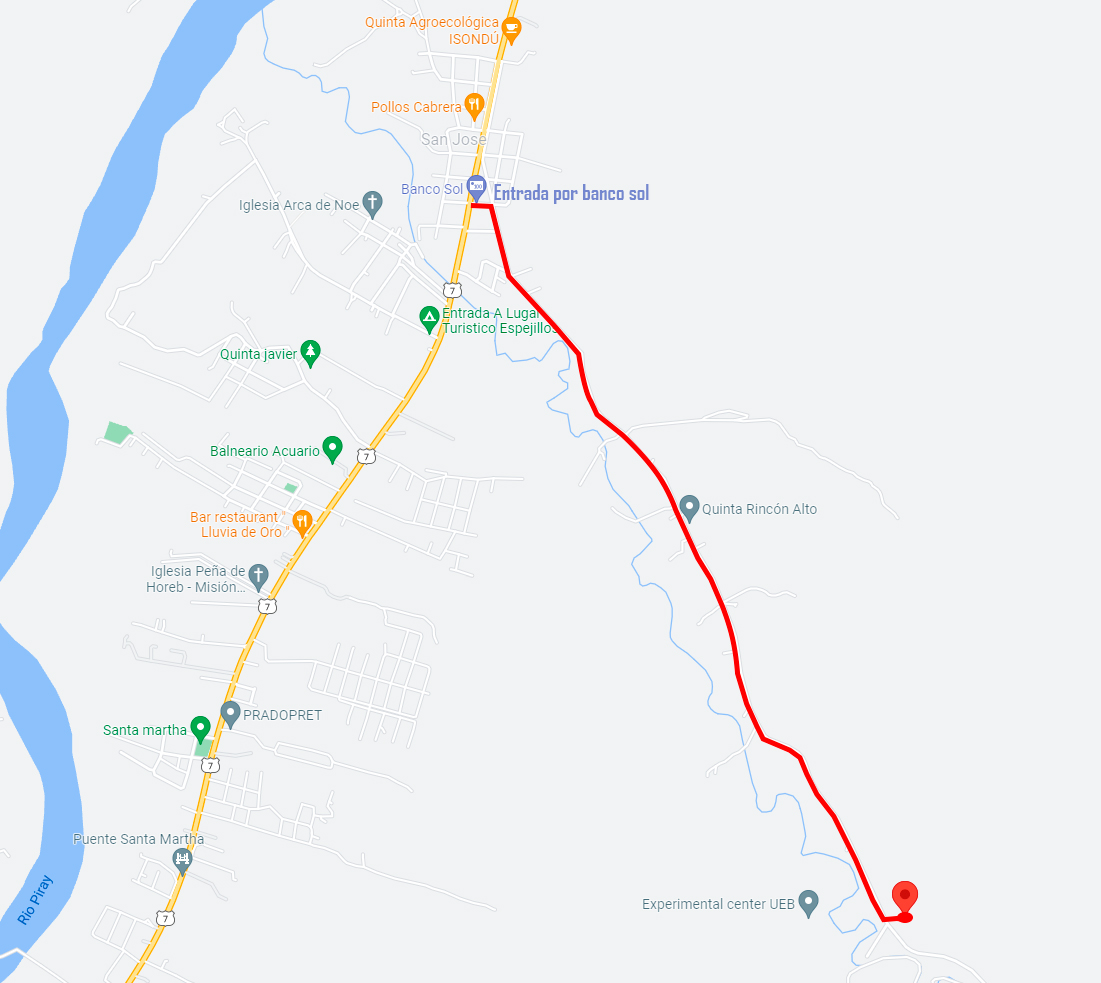 Quinta Agroecológica
ISONDÚ
Pollos Cabrera
San José
Banco Sol
Entrada por banco sol
Iglesia Arca de Noe
7
Entrada A Lugar
Turistico Espejillos
Quinta javier
Balneario Acuario
7
Bar restaurant "
Lluvia de Oro "
Quinta Rincón Alto
Iglesia Peña de
Horeb - Misión...
7
PRADOPRET
Santa martha
7
Puente Santa Martha
Rio Piray
Experimental center UEB
7